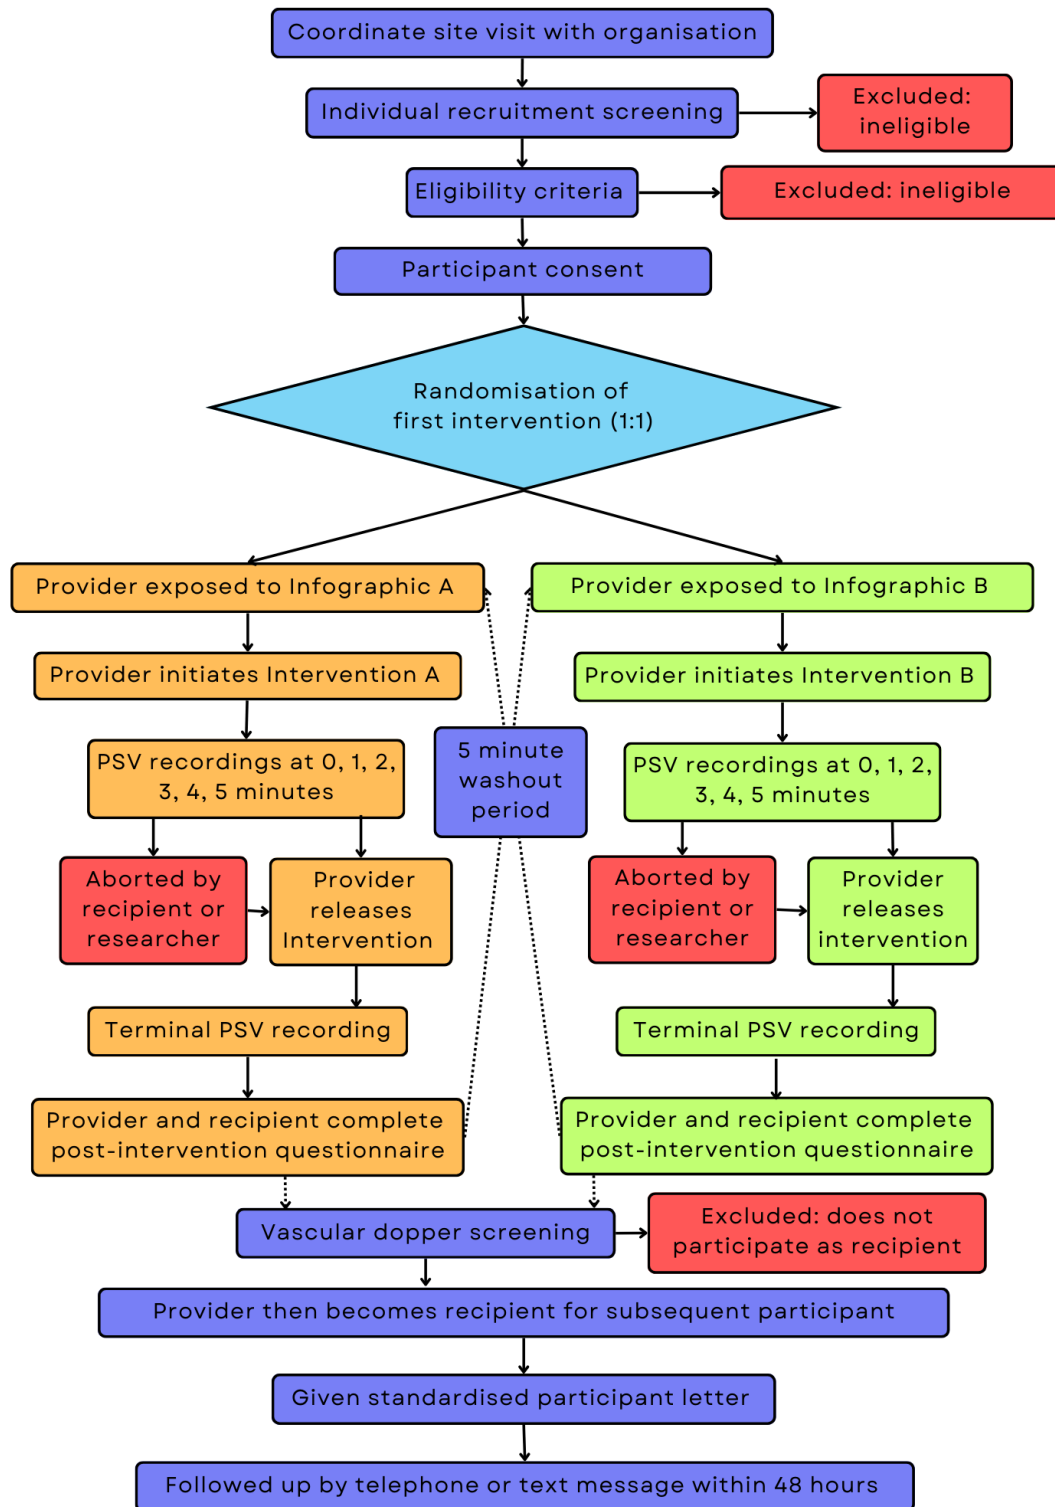 Coordinate site visit with organisation
Individual recruitment screening
Excluded:
ineligible
Eligibility criteria
Excluded: ineligible
Participant consent
Randomisation of
first intervention (1:1)
Provider exposed to Infographic A
Provider exposed to Infographic B
Provider initiates Intervention A
Provider initiates Intervention B
5 minute
washout
period
PSV recordings at 0, 1, 2,
3, 4, 5 minutes
PSV recordings at 0, 1, 2,
3, 4, 5 minutes
Aborted by
recipient or
researcher
Provider
releases
Intervention
Aborted by
recipient or
researcher
Provider
releases
intervention
Terminal PSV recording
Terminal PSV recording
Provider and recipient complete
post-intervention questionnaire
Provider and recipient complete
post-intervention questionnaire
Vascular dopper screening
Excluded: does not
participate as recipient
Provider then becomes recipient for subsequent participant
Given standardised participant letter
Followed up by telephone or text message within 48 hours